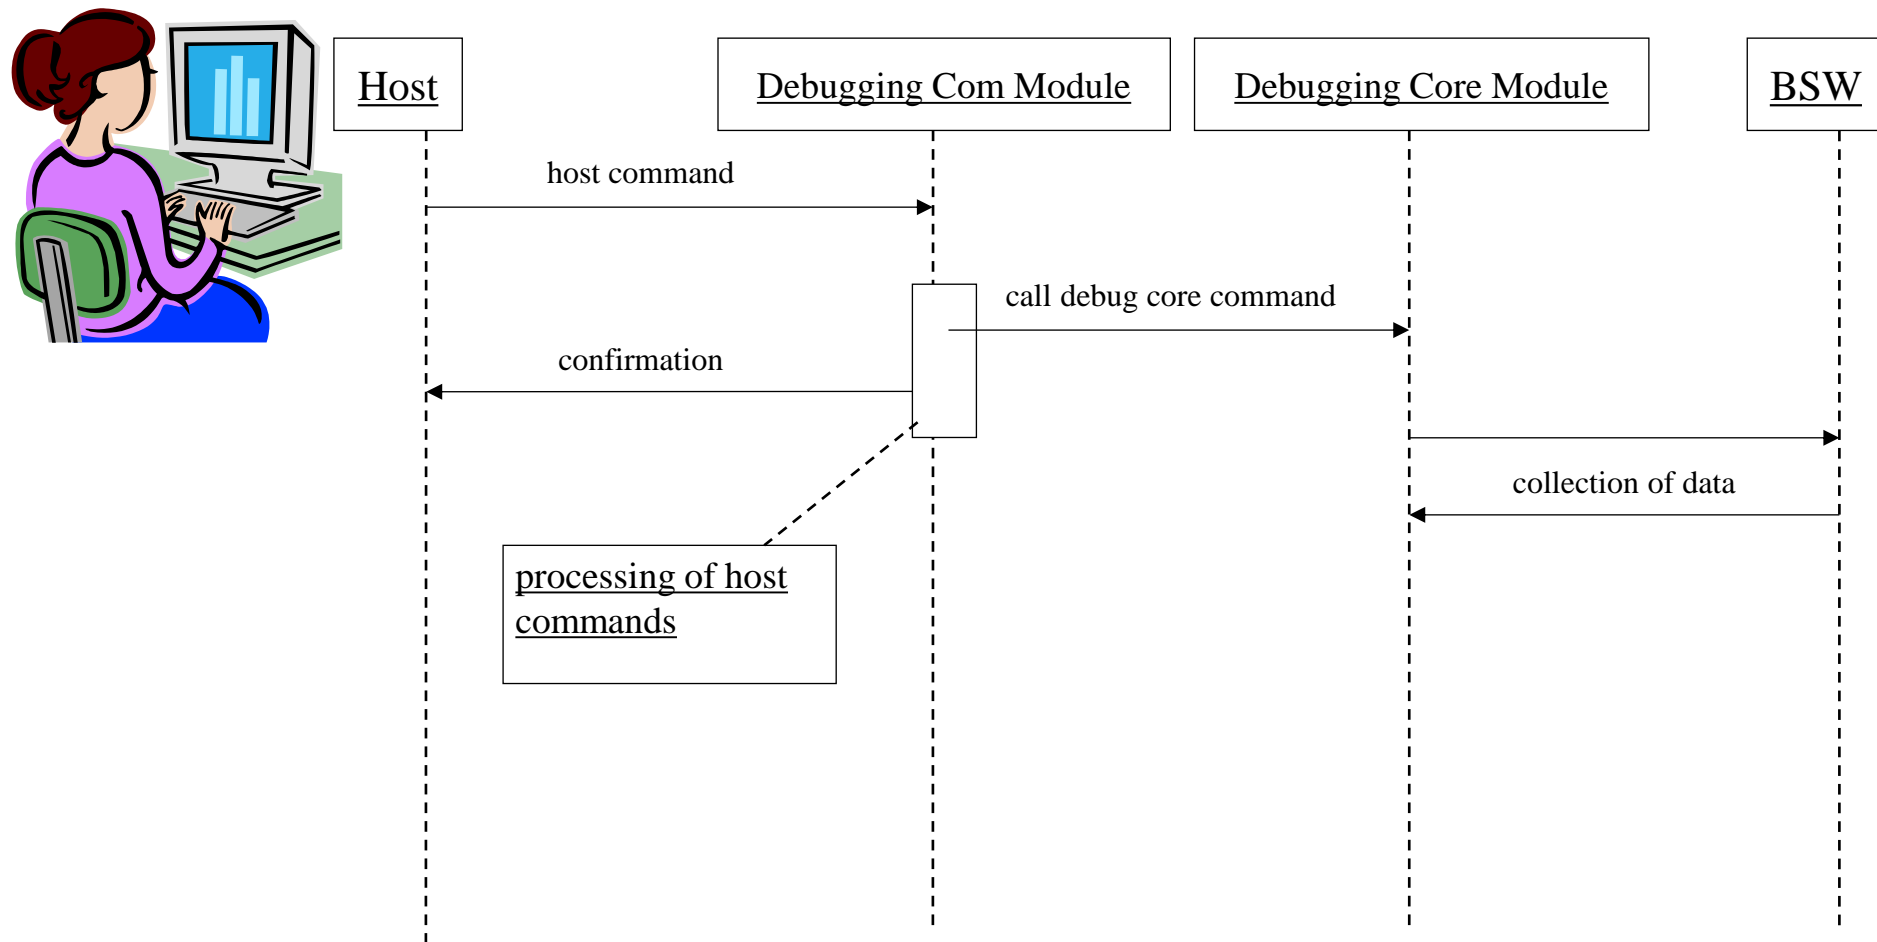 Host
Debugging Com Module
Debugging Core Module
BSW
host command
call debug core command
confirmation
collection of data
processing of host
commands